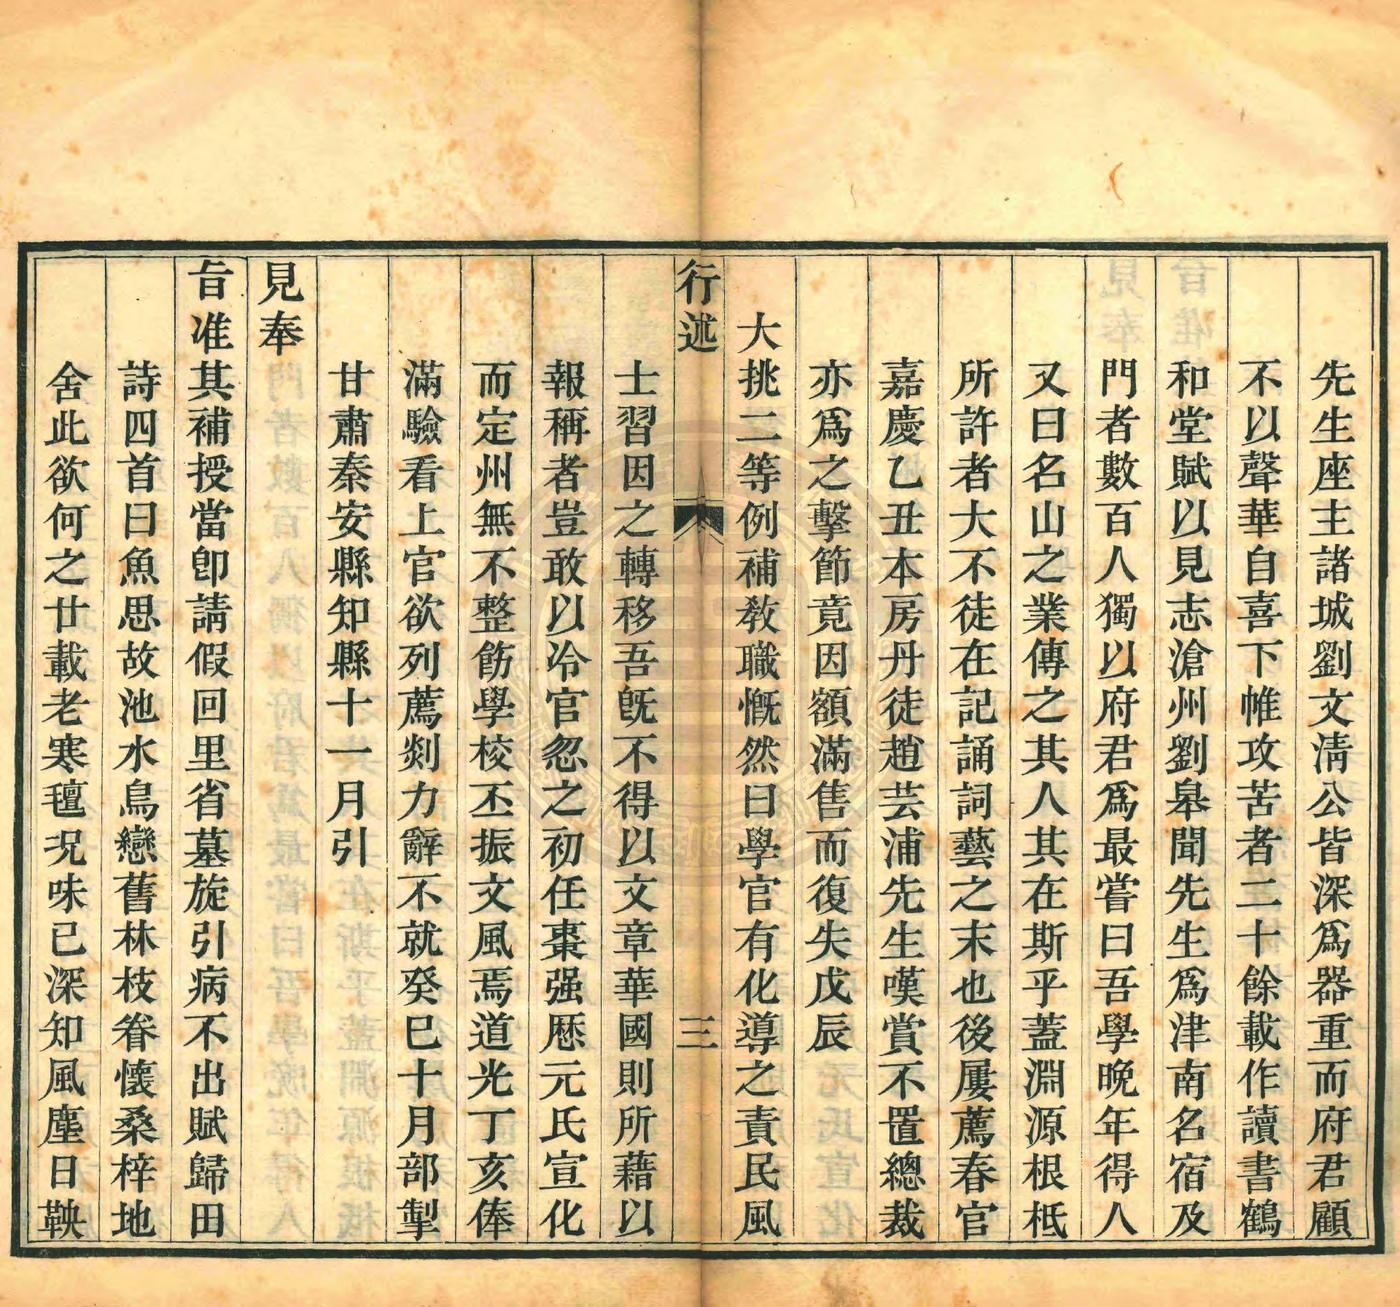 先生座主諸城劉文淸公皆深爲器重而府君顧
不以聲華自喜下帷攻苦者二十餘載作讀書鶴
和堂賦以見志滄州劉皋聞先生爲津南名宿及
門者數百人獨以府君爲最嘗曰吾學晚年得人
又曰名山之業傳之其人其在斯乎蓋淵源根柢
所許者大不徒在記誦詞藝之末也後屢薦春官
嘉慶乙丑本房丹徒趙芸浦先生嘆賞不置總裁
亦爲之擊節竟因額滿售而復失戊辰
大挑二等例補敎職慨然曰學官有化導之責民風
行述
三
士習因之轉移吾旣不得以文章華國則所藉以
報稱者豈敢以冷官忽之初任棗强歷元氏宣化
而定州無不整飭學校丕振文風焉道光丁亥俸
滿驗看上官欲列薦剡力辭不就癸巳十月部掣
甘肅秦安縣知縣十一月引
見奉
旨准其補授當卽請假回里省墓旋引病不出賦歸田
詩四首曰魚思故池水鳥戀舊林枝眷懷桑梓地
舍此欲何之廿載老寒氊况味已深知風塵日鞅